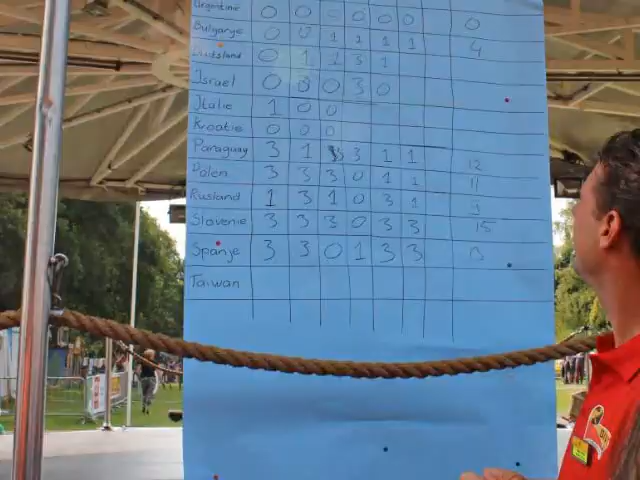 Argentinie 0 0 0 0 0 0 0
Bulgarye 0 0 1 1 1 1 4
Duitsland 0 1 1 3 1
Israel 0 0 0 3 0
Italie 1 0 0
Kroatie 0 0 0
Paraguay 3 1 3 3 1 1 12
Polen 3 3 3 0 1 1 11
Rusland 1 3 1 0 3 1 9
Slovenie 3 3 3 0 3 3 15
Spanje 3 3 0 1 3 3
Taiwan